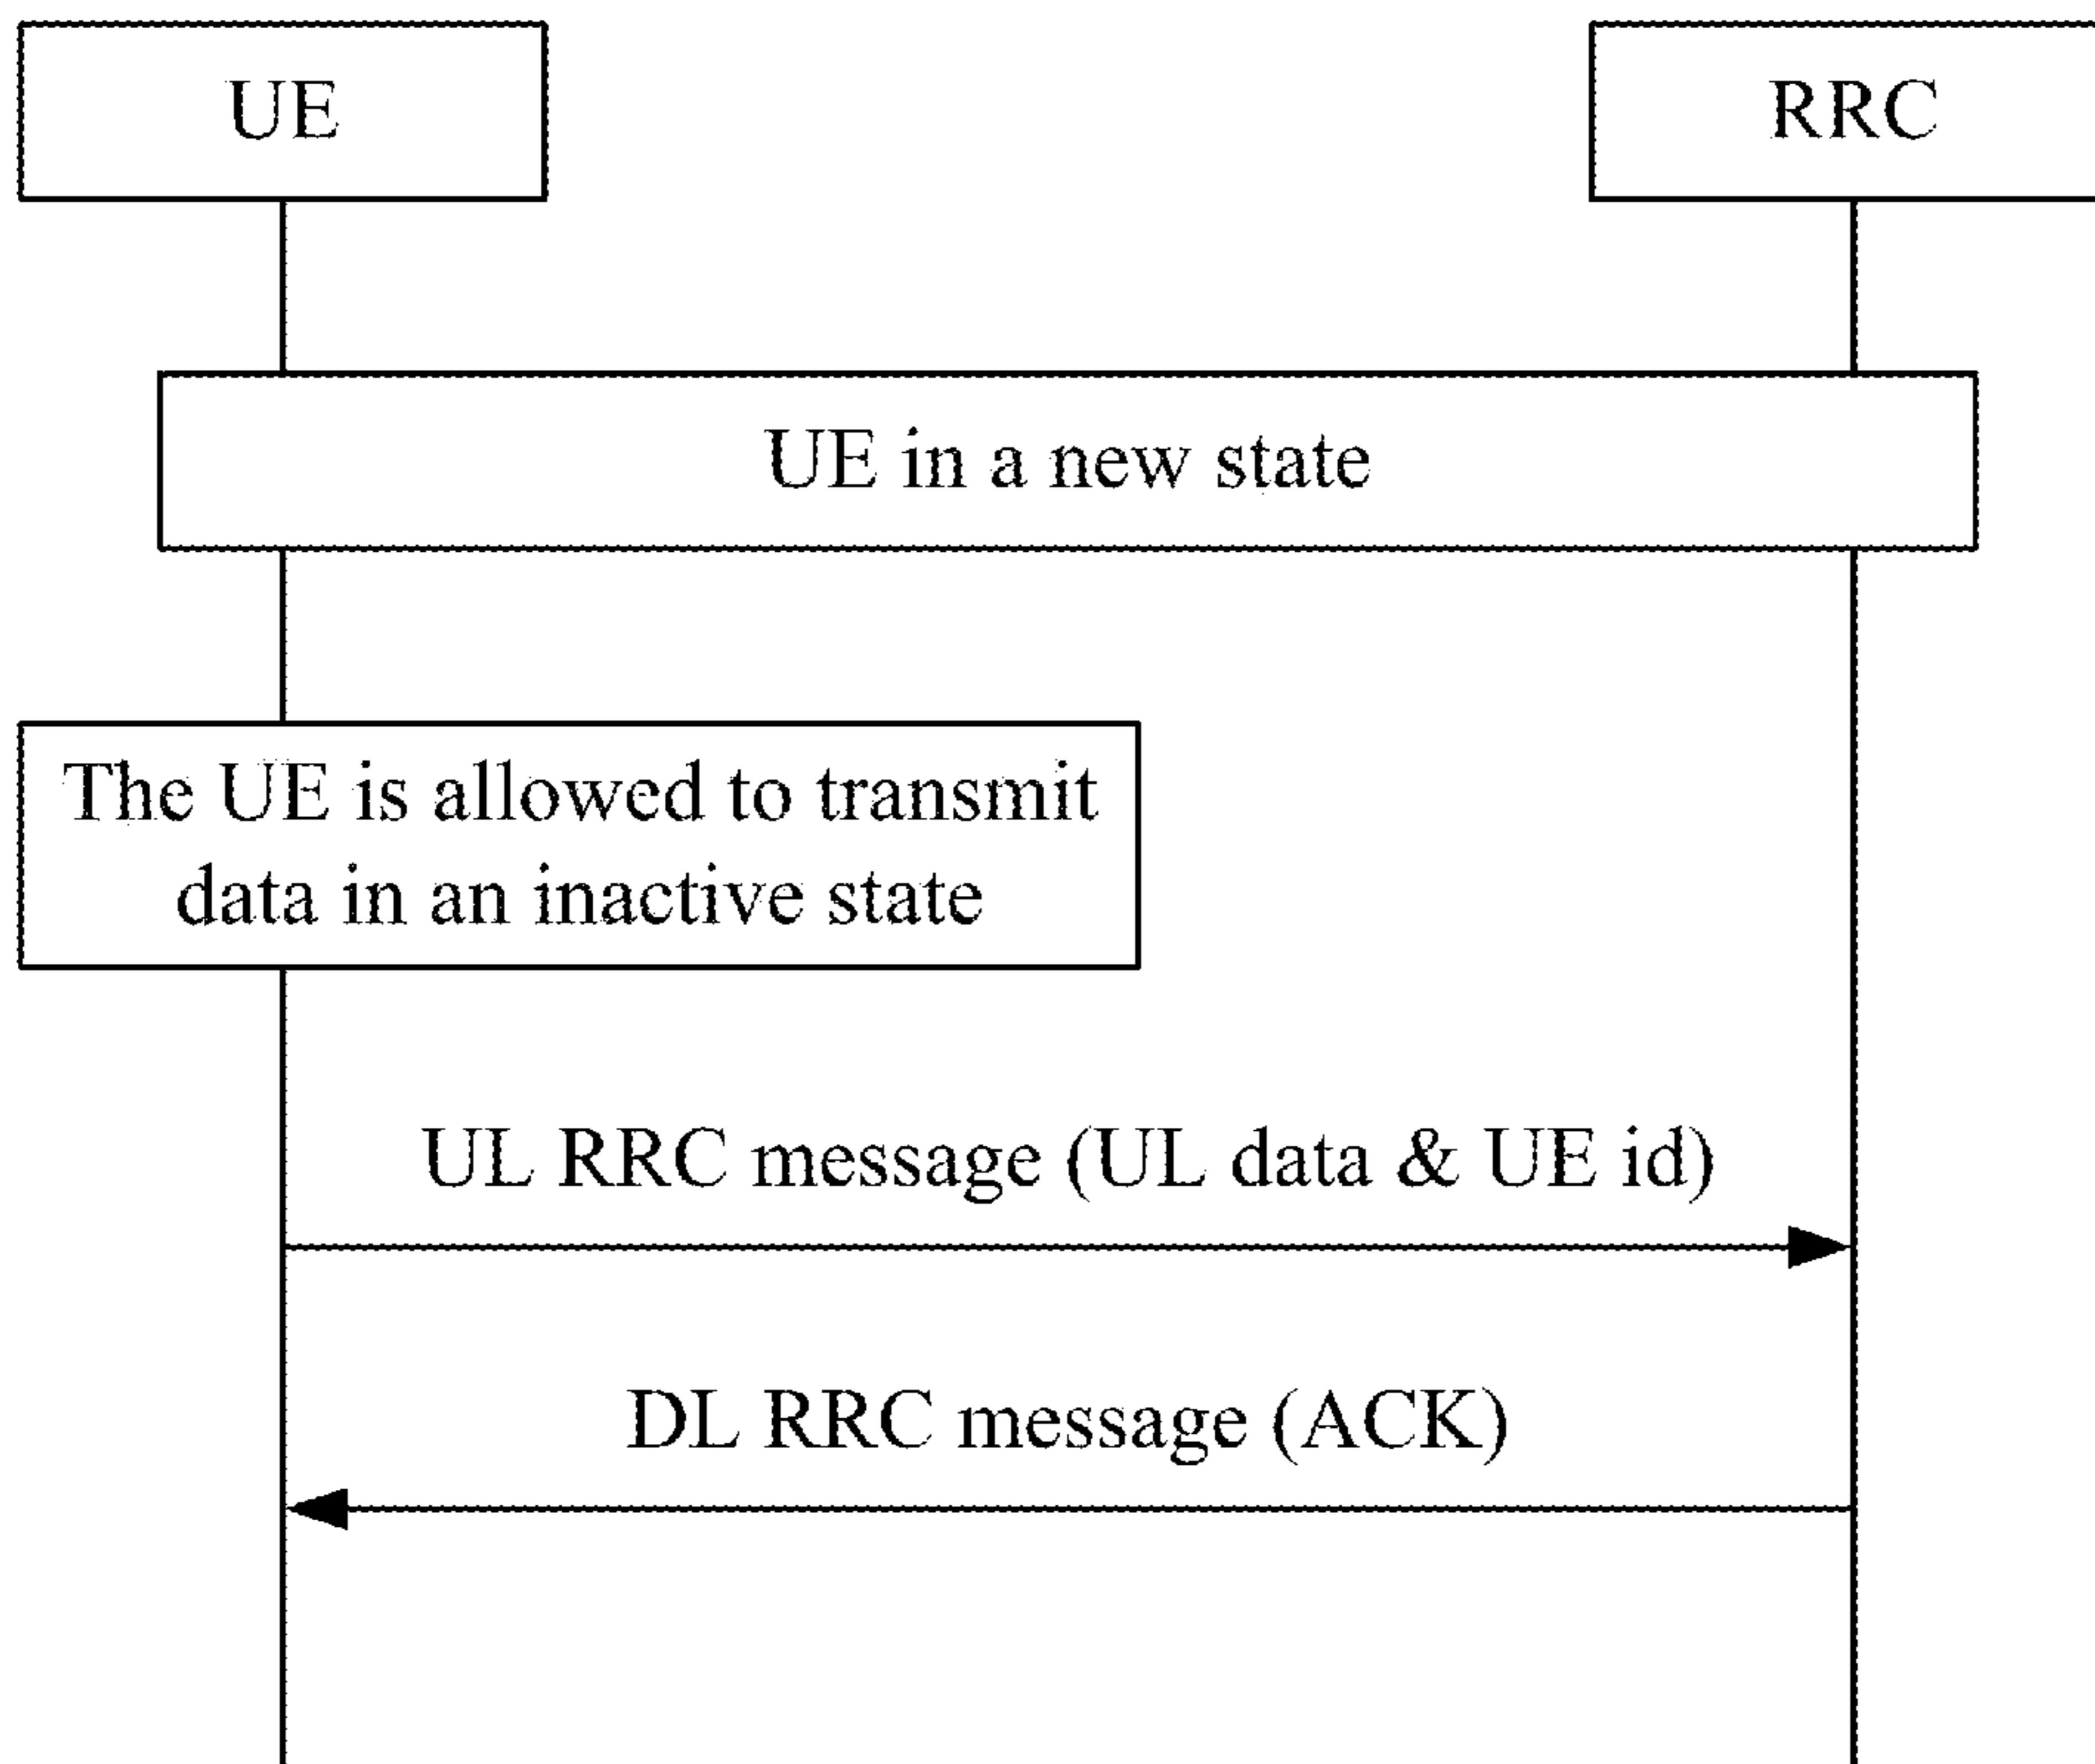 UE
RRC
UE in a new state
The UE is allowed to transmit
data in an inactive state
UL RRC message (UL data & UE id)
DL RRC message (ACK)